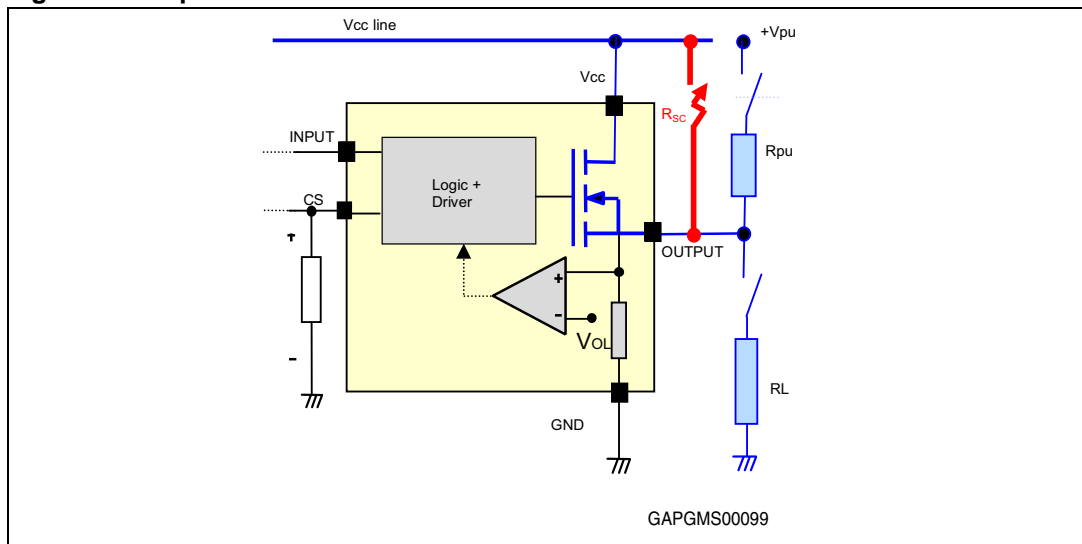 Vcc line
+Vpu
Vcc
RSC
INPUT
Rpu
Logic +
Driver
CS
+
OUTPUT
+
-
VOL
-
RL
GND
GAPGMS00099